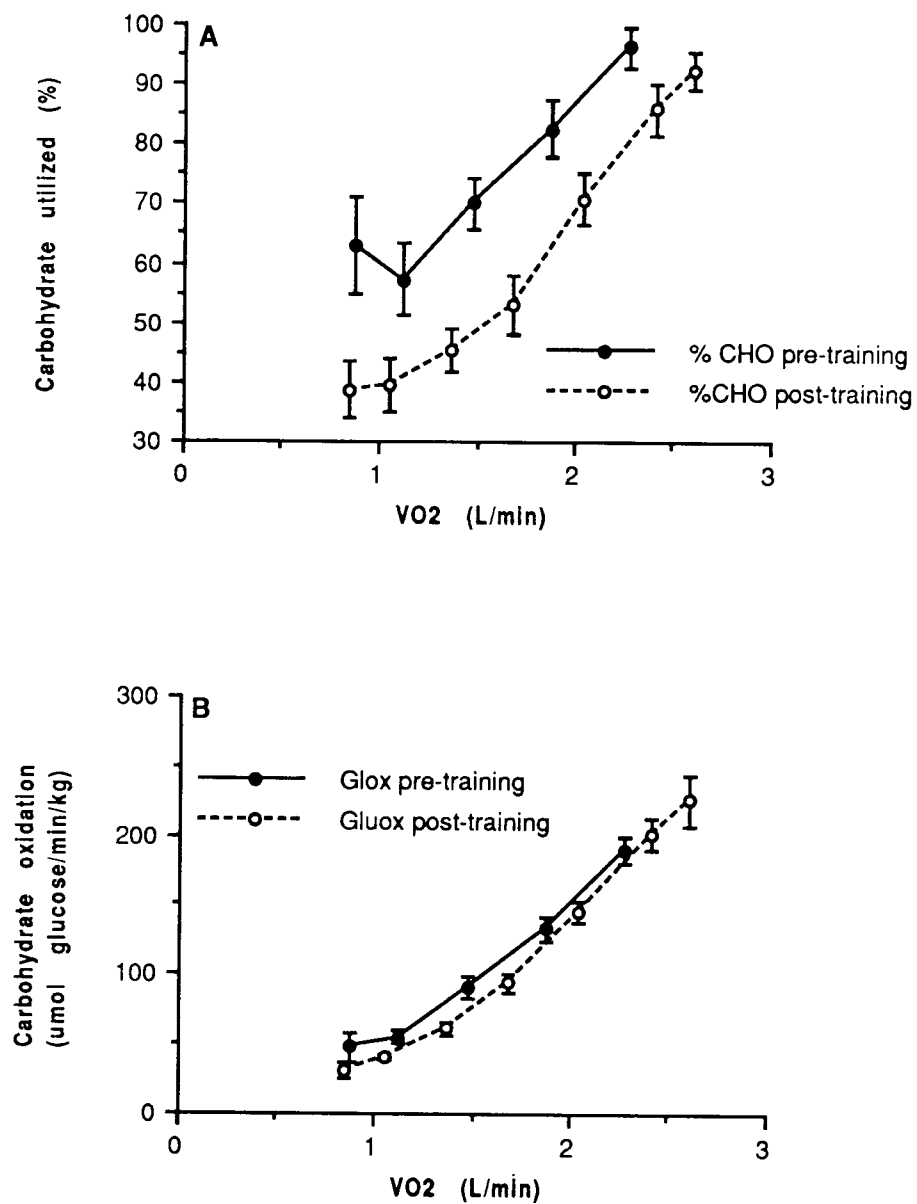 A
Carbohydrate utilized (%)
100
90
80
70
60
50
40
30
% CHO pre-training
%CHO post-training
0
1
2
3
VO2 (L/min)
B
Carbohydrate oxidation
(umol glucose/min/kg)
300
200
100
0
Glox pre-training
Gluox post-training
0
1
2
3
VO2 (L/min)